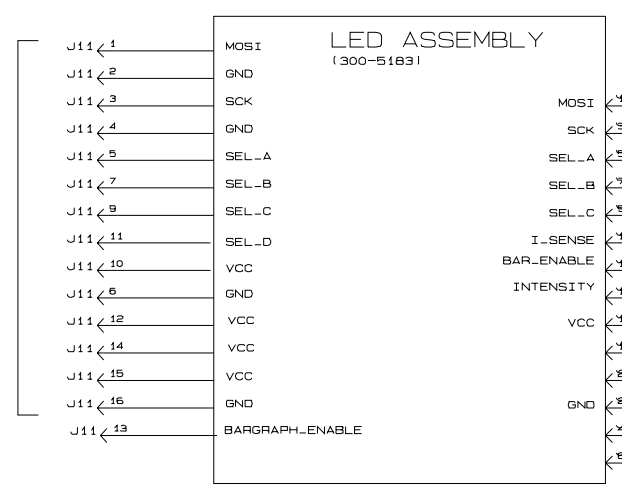 LED ASSEMBLY
(300-5183)
J11 1 MOSI
J11 2 GND
J11 3 SCK
J11 4 GND
J11 5 SEL_A
J11 7 SEL_B
J11 9 SEL_C
J11 11 SEL_D
J11 10 VCC
J11 6 GND
J11 12 VCC
J11 14 VCC
J11 15 VCC
J11 16 GND
J11 13 BARGRAPH_ENABLE
MOSI
SCK
SEL_A
SEL_B
SEL_C
I_SENSE
BAR_ENABLE
INTENSITY
VCC
GND